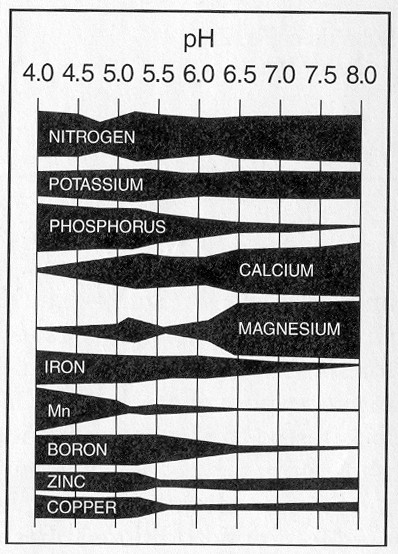 pH
4.0 4.5 5.0 5.5 6.0 6.5 7.0 7.5 8.0
NITROGEN
POTASSIUM
PHOSPHORUS
CALCIUM
MAGNESIUM
IRON
Mn
BORON
ZINC
COPPER